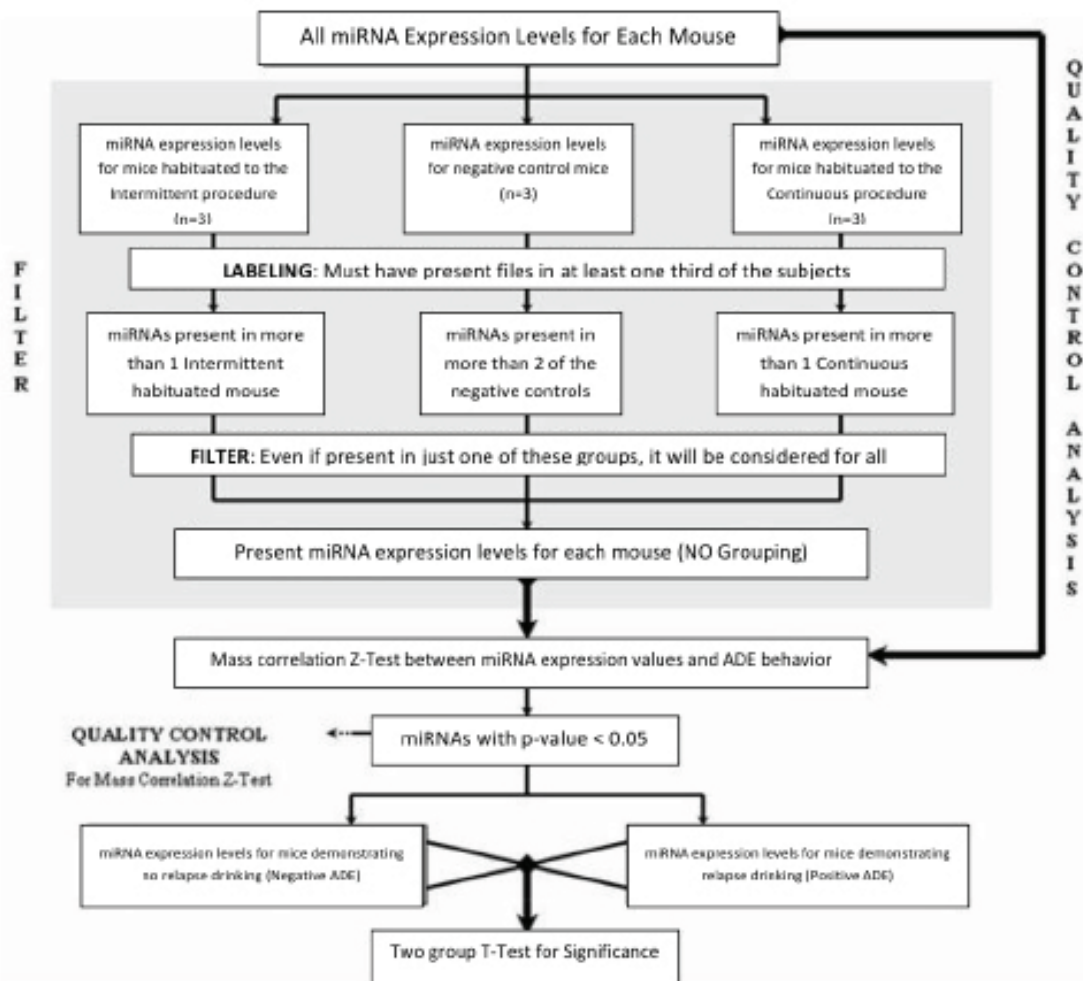 All miRNA Expression Levels for Each Mouse
miRNA expression levels
for mice habituated to the
Intermittent procedure
(n=3)
miRNA expression levels
for negative control mice
(n=3)
miRNA expression levels
for mice habituated to the
Continuous procedure
(n=3)
LABELING: Must have present files in at least one third of the subjects
miRNAs present in more
than 1 Intermittent
habituated mouse
miRNAs present in
more than 2 of the
negative controls
miRNAs present in more
than 1 Continuous
habituated mouse
FILTER: Even if present in just one of these groups, it will be considered for all
Present miRNA expression levels for each mouse (NO Grouping)
FILTER
QUALITY CONTROL ANALYSIS
Mass correlation Z-Test between miRNA expression values and ADE behavior
miRNAs with p-value < 0.05
QUALITY CONTROL
ANALYSIS
For Mass Correlation Z-Test
miRNA expression levels for mice demonstrating
no relapse drinking (Negative ADE)
miRNA expression levels for mice demonstrating
relapse drinking (Positive ADE)
Two group T-Test for Significance